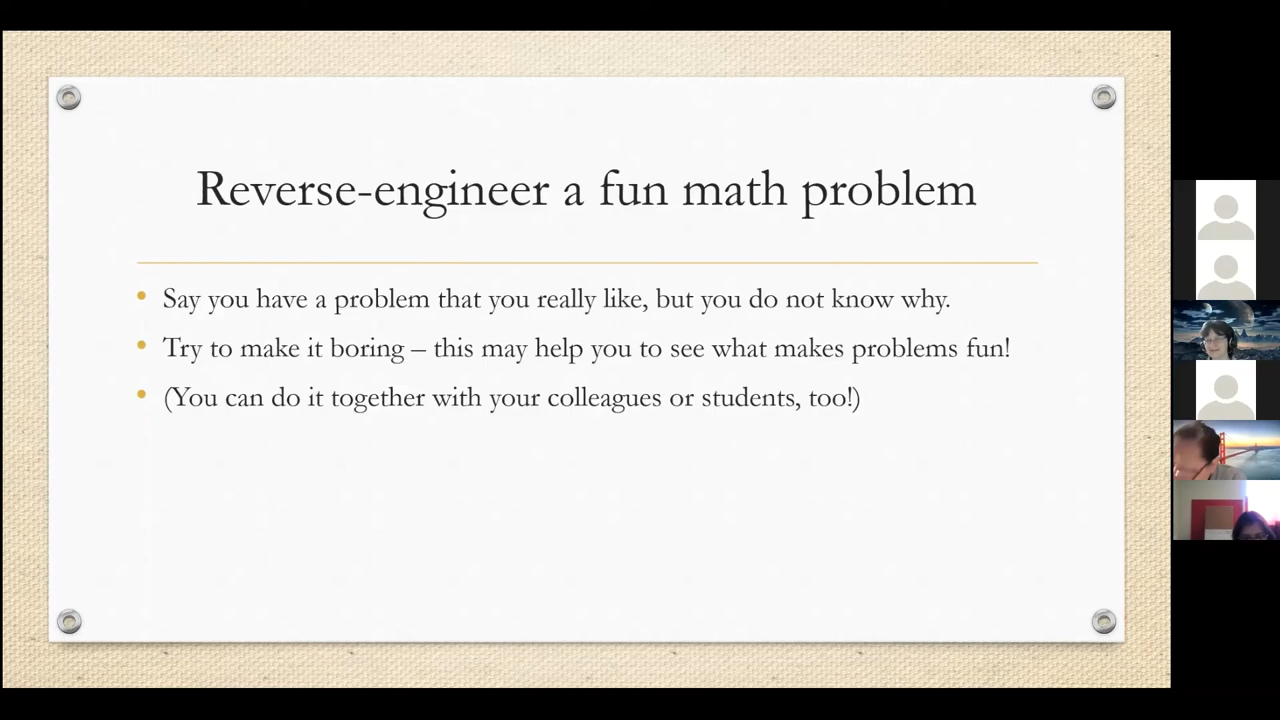 Reverse-engineer a fun math problem
• Say you have a problem that you really like, but you do not know why.
• Try to make it boring – this may help you to see what makes problems fun!
• (You can do it together with your colleagues or students, too!)